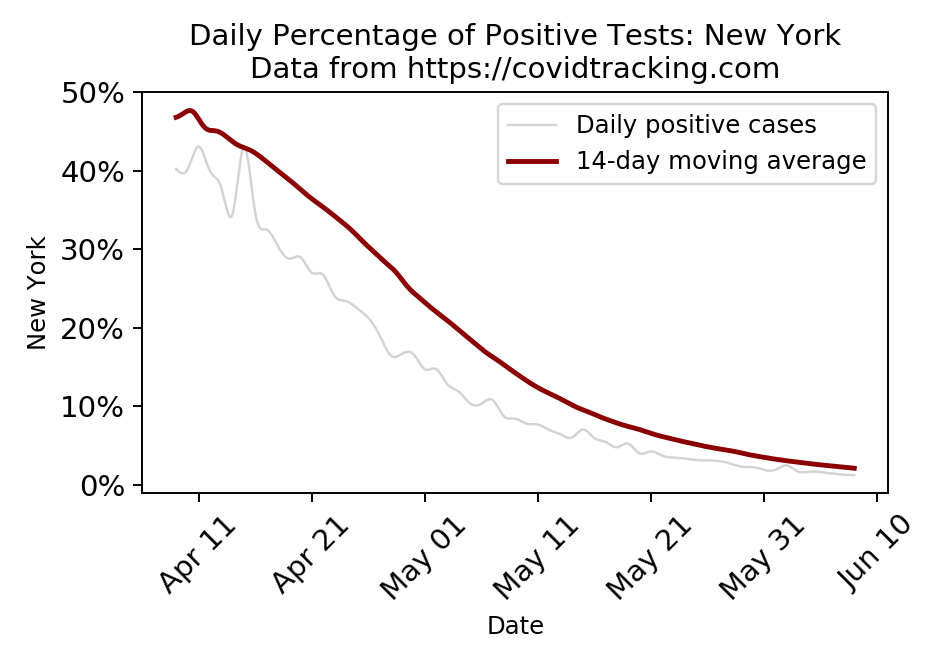 Daily Percentage of Positive Tests: New York
Data from https://covidtracking.com
50%
40%
30%
20%
10%
0%
New York
Daily positive cases
14-day moving average
Apr 11
Apr 21
May 01
May 11
May 21
May 31
Jun 10
Date